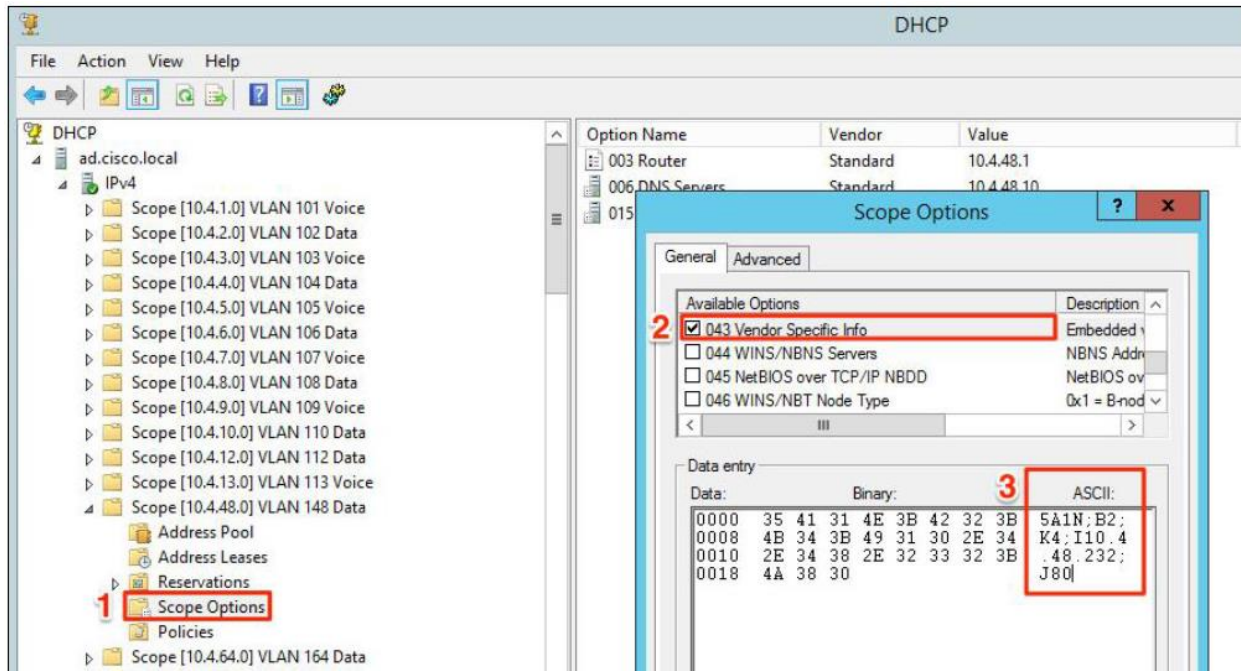 DHCP
File Action View Help
DHCP
ad.cisco.local
IPv4
Scope [10.4.1.0] VLAN 101 Voice
Scope [10.4.2.0] VLAN 102 Data
Scope [10.4.3.0] VLAN 103 Voice
Scope [10.4.4.0] VLAN 104 Data
Scope [10.4.5.0] VLAN 105 Voice
Scope [10.4.6.0] VLAN 106 Data
Scope [10.4.7.0] VLAN 107 Voice
Scope [10.4.8.0] VLAN 108 Data
Scope [10.4.9.0] VLAN 109 Voice
Scope [10.4.10.0] VLAN 110 Data
Scope [10.4.12.0] VLAN 112 Data
Scope [10.4.13.0] VLAN 113 Voice
Scope [10.4.48.0] VLAN 148 Data
Address Pool
Address Leases
Reservations
1 Scope Options
Policies
Scope [10.4.64.0] VLAN 164 Data
Option Name Vendor Value
003 Router Standard 10.4.48.1
006 DNS Servers Standard 10.4.48.10
015
Scope Options ? x
General Advanced
Available Options Description
2 043 Vendor Specific Info Embedded v
044 WINS/NBNS Servers NBNS Addr
045 NetBIOS over TCP/IP NBDD NetBIOS ov
046 WINS/NBT Node Type 0x1 = B-nod
Data entry
Data: Binary: 3 ASCII:
0000 35 41 31 4E 3B 42 32 3B 5A1N;B2;
0008 4B 34 3B 49 31 30 2E 34 K4;I10.4
0010 2E 34 38 2E 32 33 32 3B .48.232;
0018 4A 38 30 J80